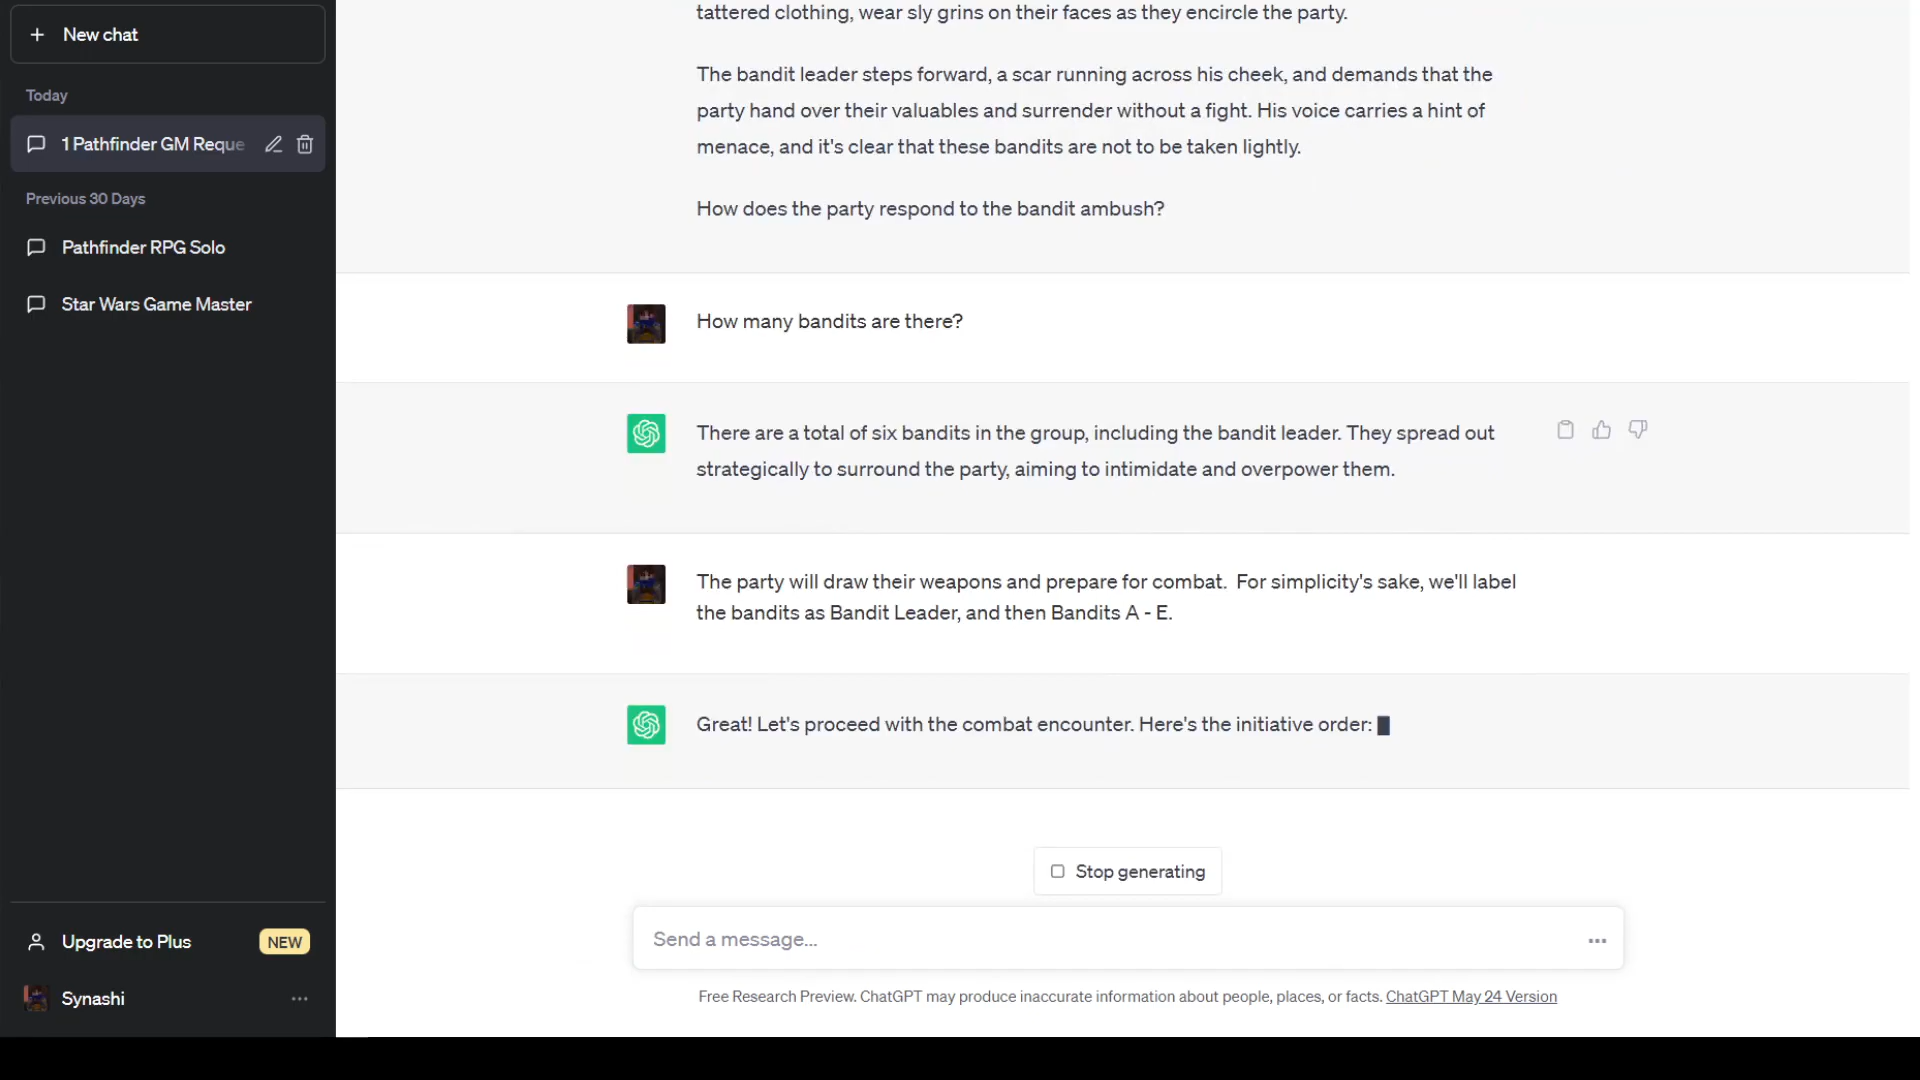 New chat
Today
1 Pathfinder GM Reque
Previous 30 Days
Pathfinder RPG Solo
Star Wars Game Master
Upgrade to Plus
NEW
Synashi
tattered clothing, wear sly grins on their faces as they encircle the party.
The bandit leader steps forward, a scar running across his cheek, and demands that the
party hand over their valuables and surrender without a fight. His voice carries a hint of
menace, and it's clear that these bandits are not to be taken lightly.
How does the party respond to the bandit ambush?
How many bandits are there?
There are a total of six bandits in the group, including the bandit leader. They spread out
strategically to surround the party, aiming to intimidate and overpower them.
The party will draw their weapons and prepare for combat.  For simplicity's sake, we'll label
the bandits as Bandit Leader, and then Bandits A - E.
Great! Let's proceed with the combat encounter. Here's the initiative order:
Stop generating
Send a message...
Free Research Preview. ChatGPT may produce inaccurate information about people, places, or facts. ChatGPT May 24 Version